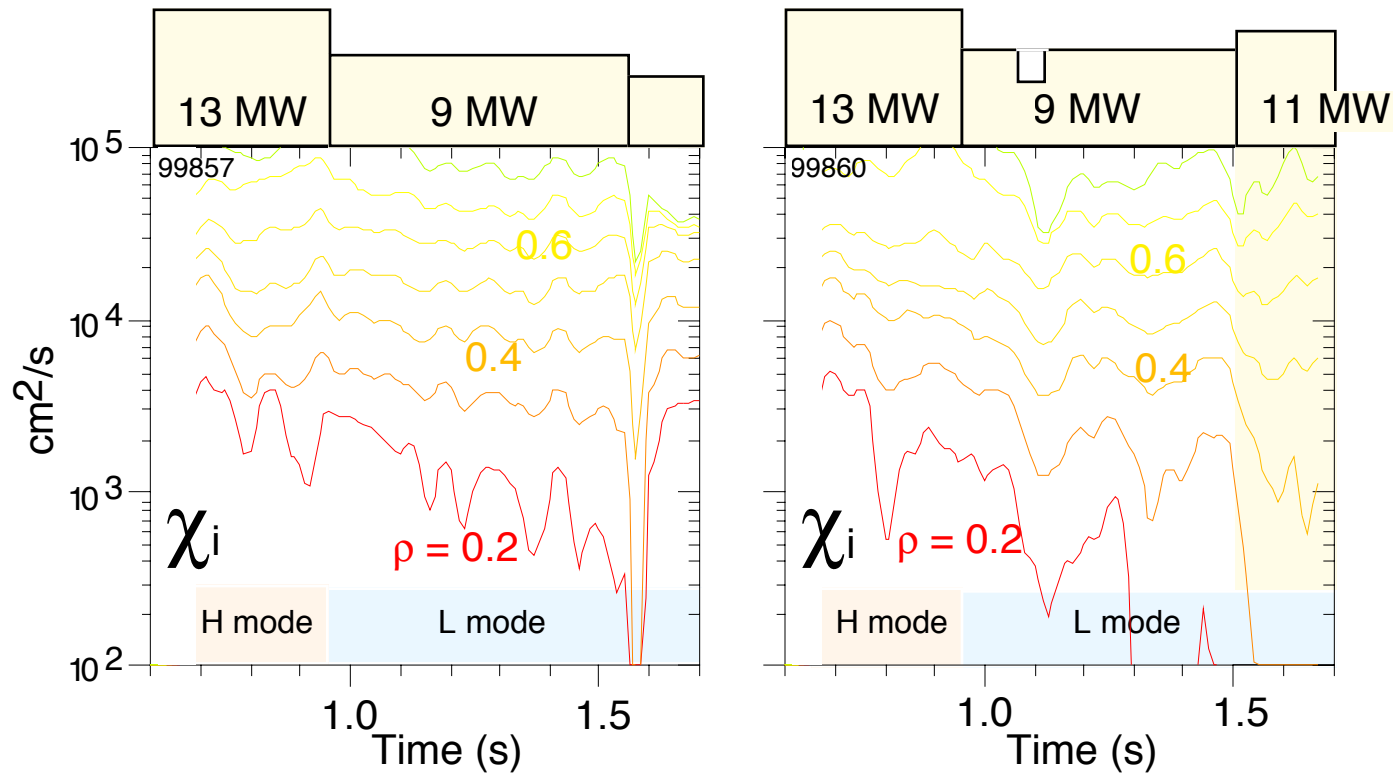 13 MW
9 MW
13 MW
9 MW
11 MW
10 5
99857
0.6
10 4
0.4
cm2/s
10 3
χi
ρ = 0.2
H mode
L mode
10 2
1.0
1.5
Time (s)
99860
0.6
0.4
χi
ρ = 0.2
H mode
L mode
1.0
1.5
Time (s)